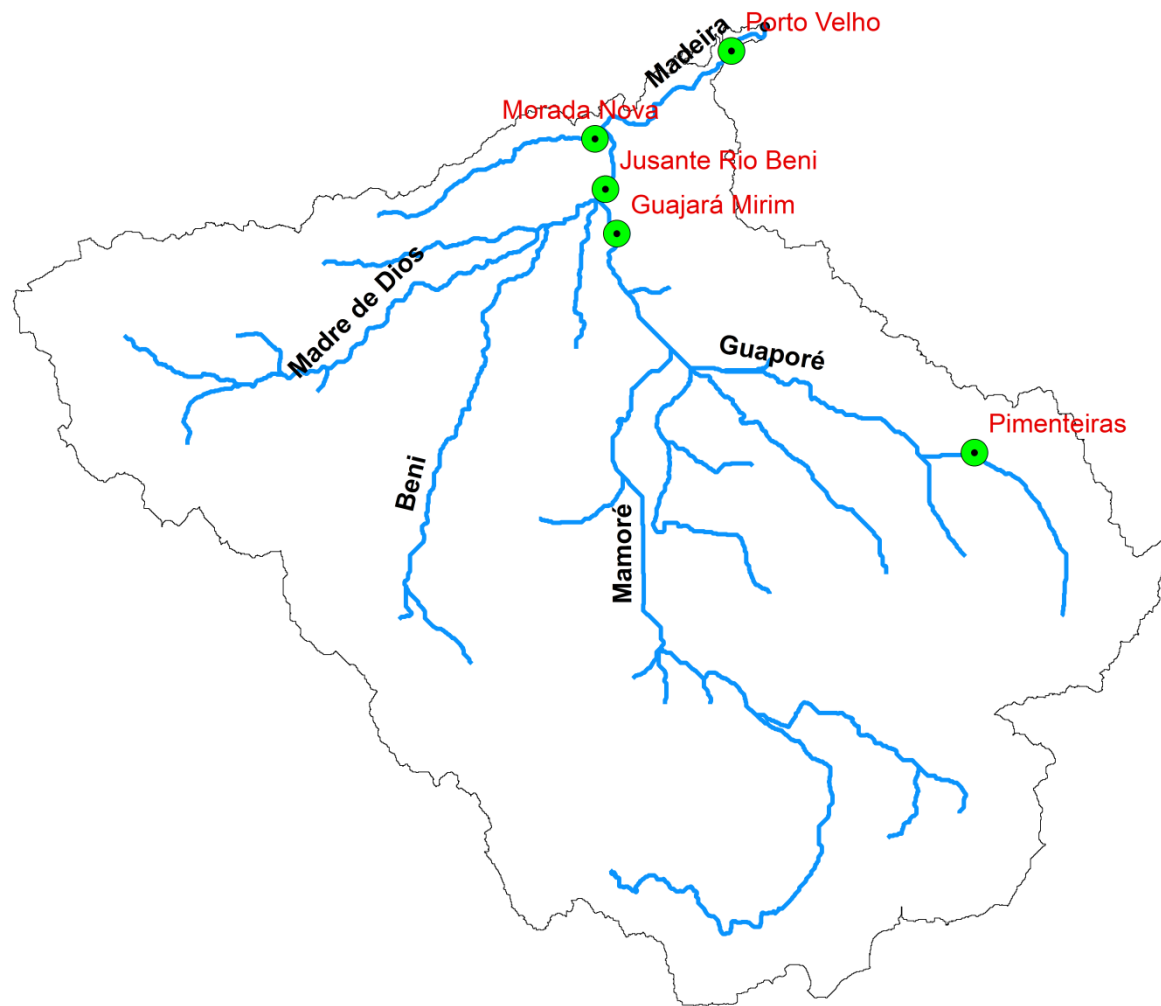 Porto Velho
Madeira
Morada Nova
Jusante Rio Beni
Guajará Mirim
Madre de Dios
Guaporé
Pimenteiras
Beni
Mamoré